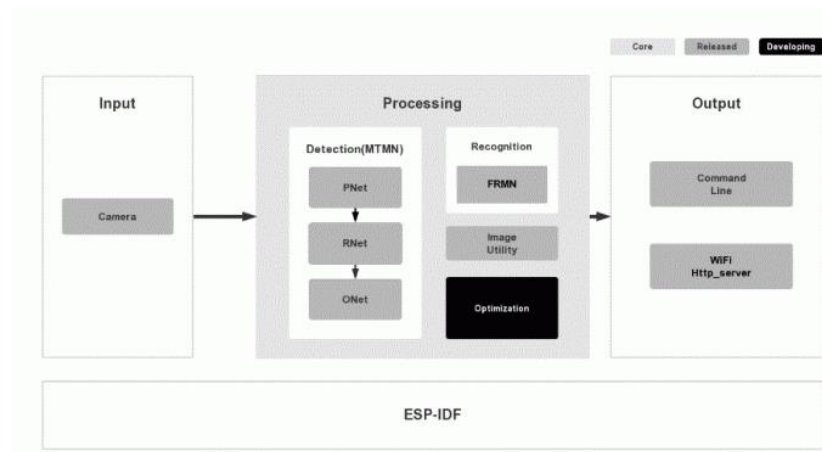 Core
Released
Developing
Input
Processing
Output
Detection(MTMN)
Recognition
PNet
FRMN
Command
Line
Camera
RNet
Image
Utility
WiFi
Http_server
ONet
Optimization
ESP-IDF